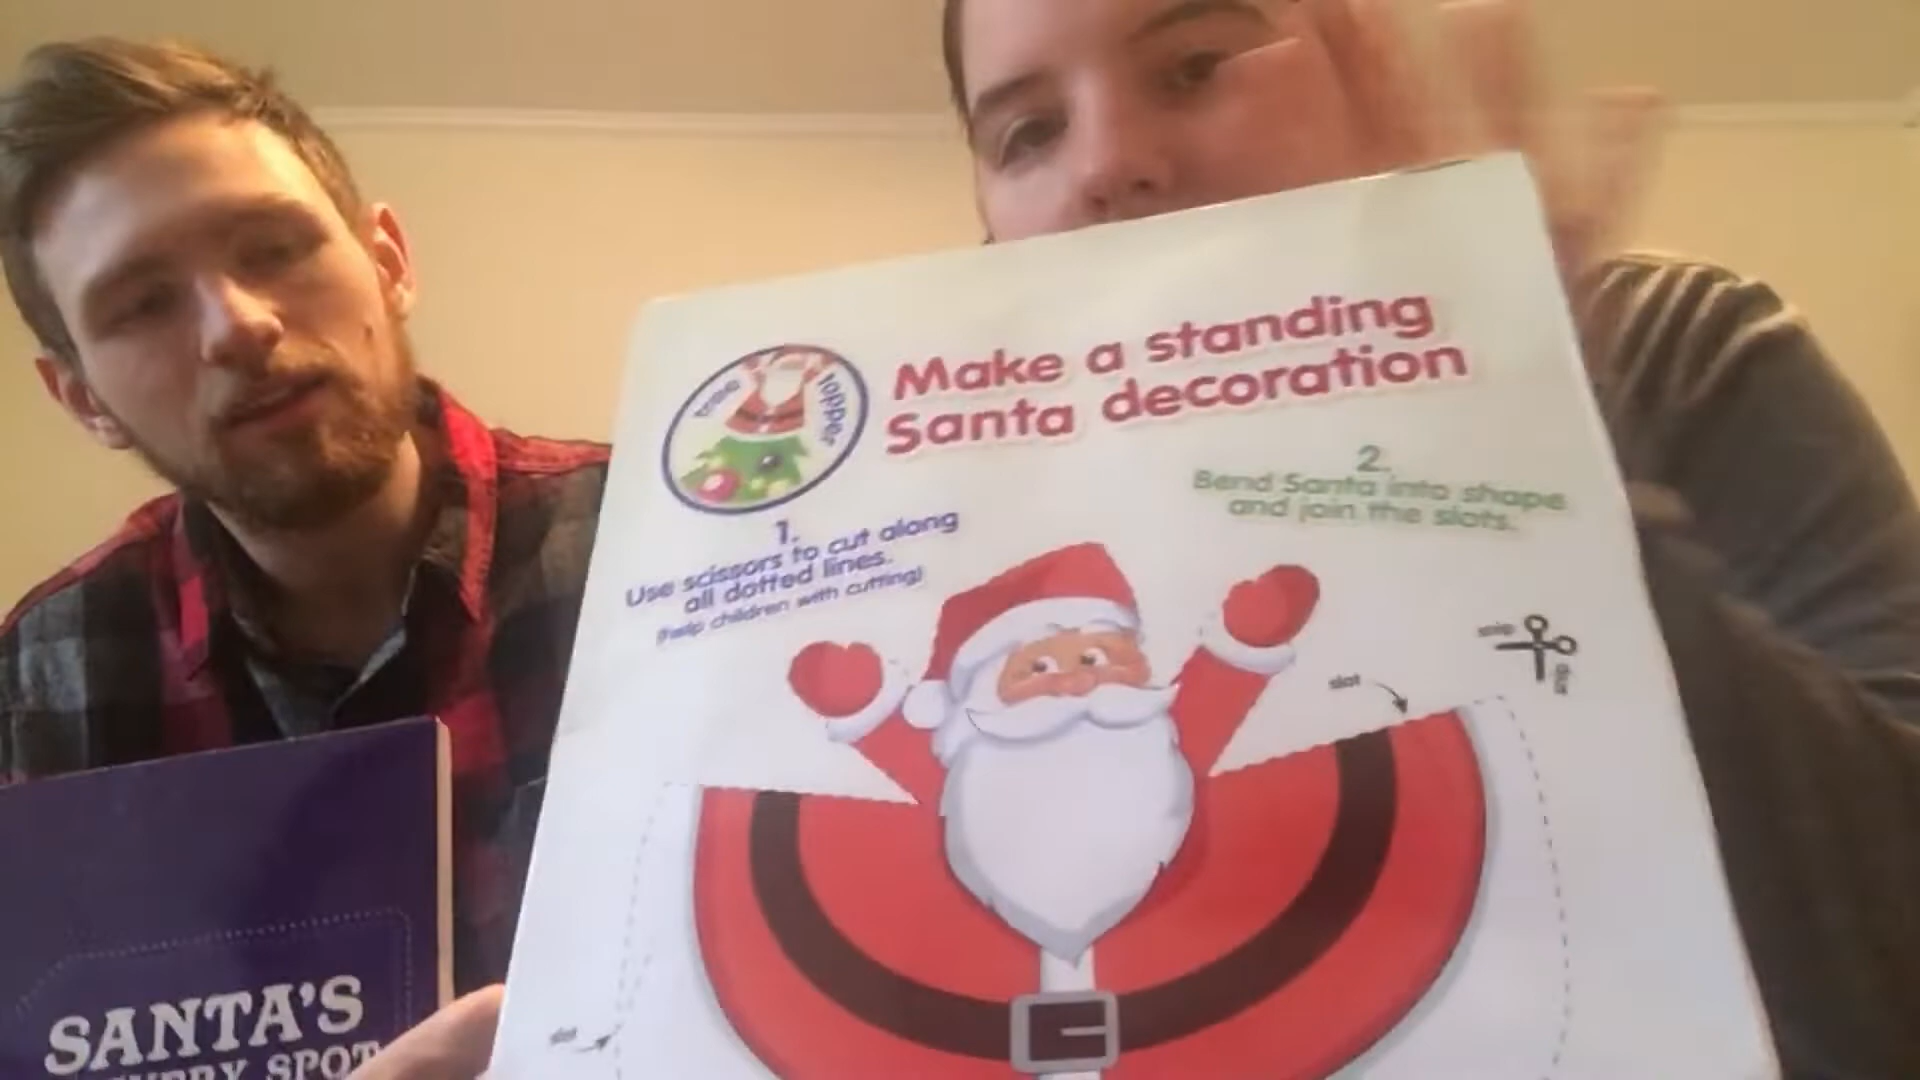 Make a standing
Santa decoration
tree topper
1.
Use scissors to cut along
all dotted lines.
(help children with cutting)
2.
Bend Santa into shape
and join the slots.
snip
slot
slot
SANTA'S
SPOT